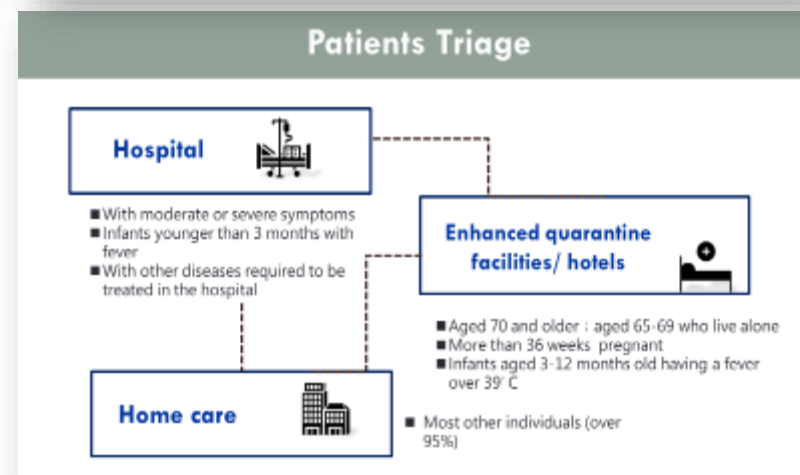 Patients Triage
Hospital
■With moderate or severe symptoms
■Infants younger than 3 months with
fever
■With other diseases required to be
treated in the hospital
Enhanced quarantine
facilities/ hotels
■Aged 70 and older ; aged 65-69 who live alone
■More than 36 weeks pregnant
■Infants aged 3-12 months old having a fever
over 39° C
Home care
■ Most other individuals (over
95%)